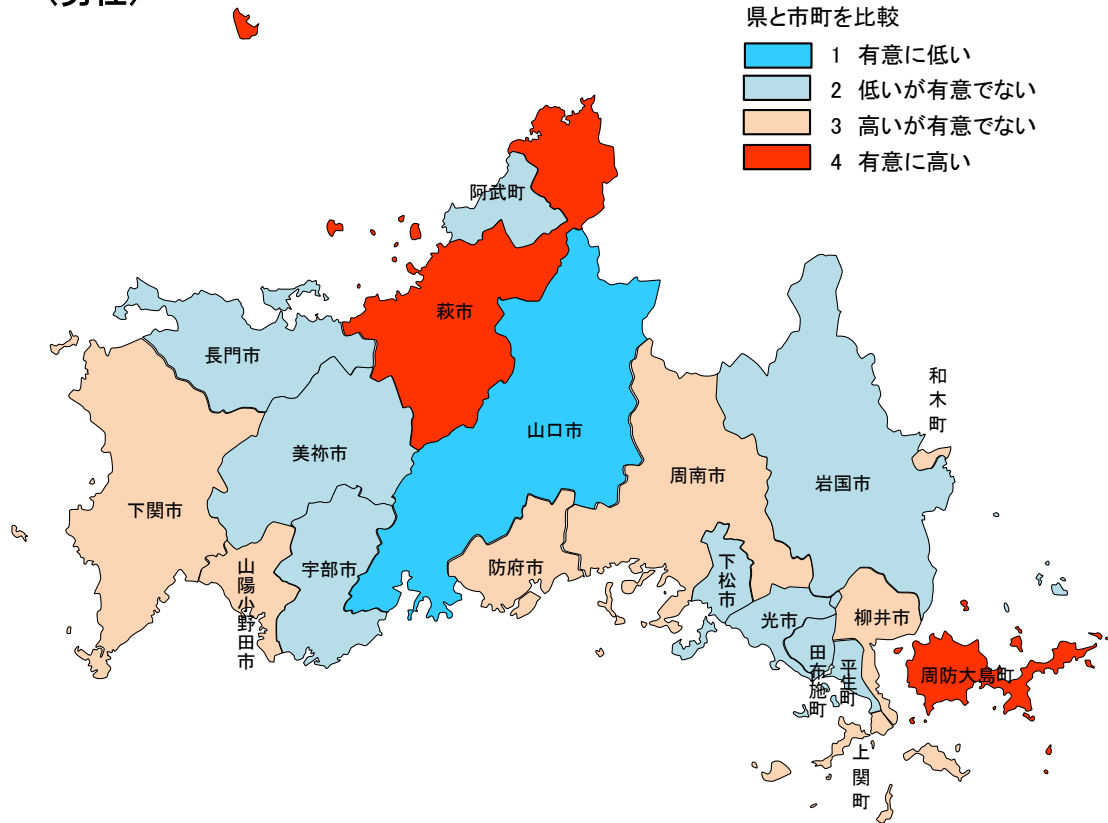 県と市町を比較
1 有意に低い
2 低いが有意でない
3 高いが有意でない
4 有意に高い
阿武町
萩市
長門市
和木町
山口市
美祢市
周南市
岩国市
下関市
宇部市
防府市
山陽小野田市
下松市
光市
柳井市
田布施町
平生町
周防大島町
上関町